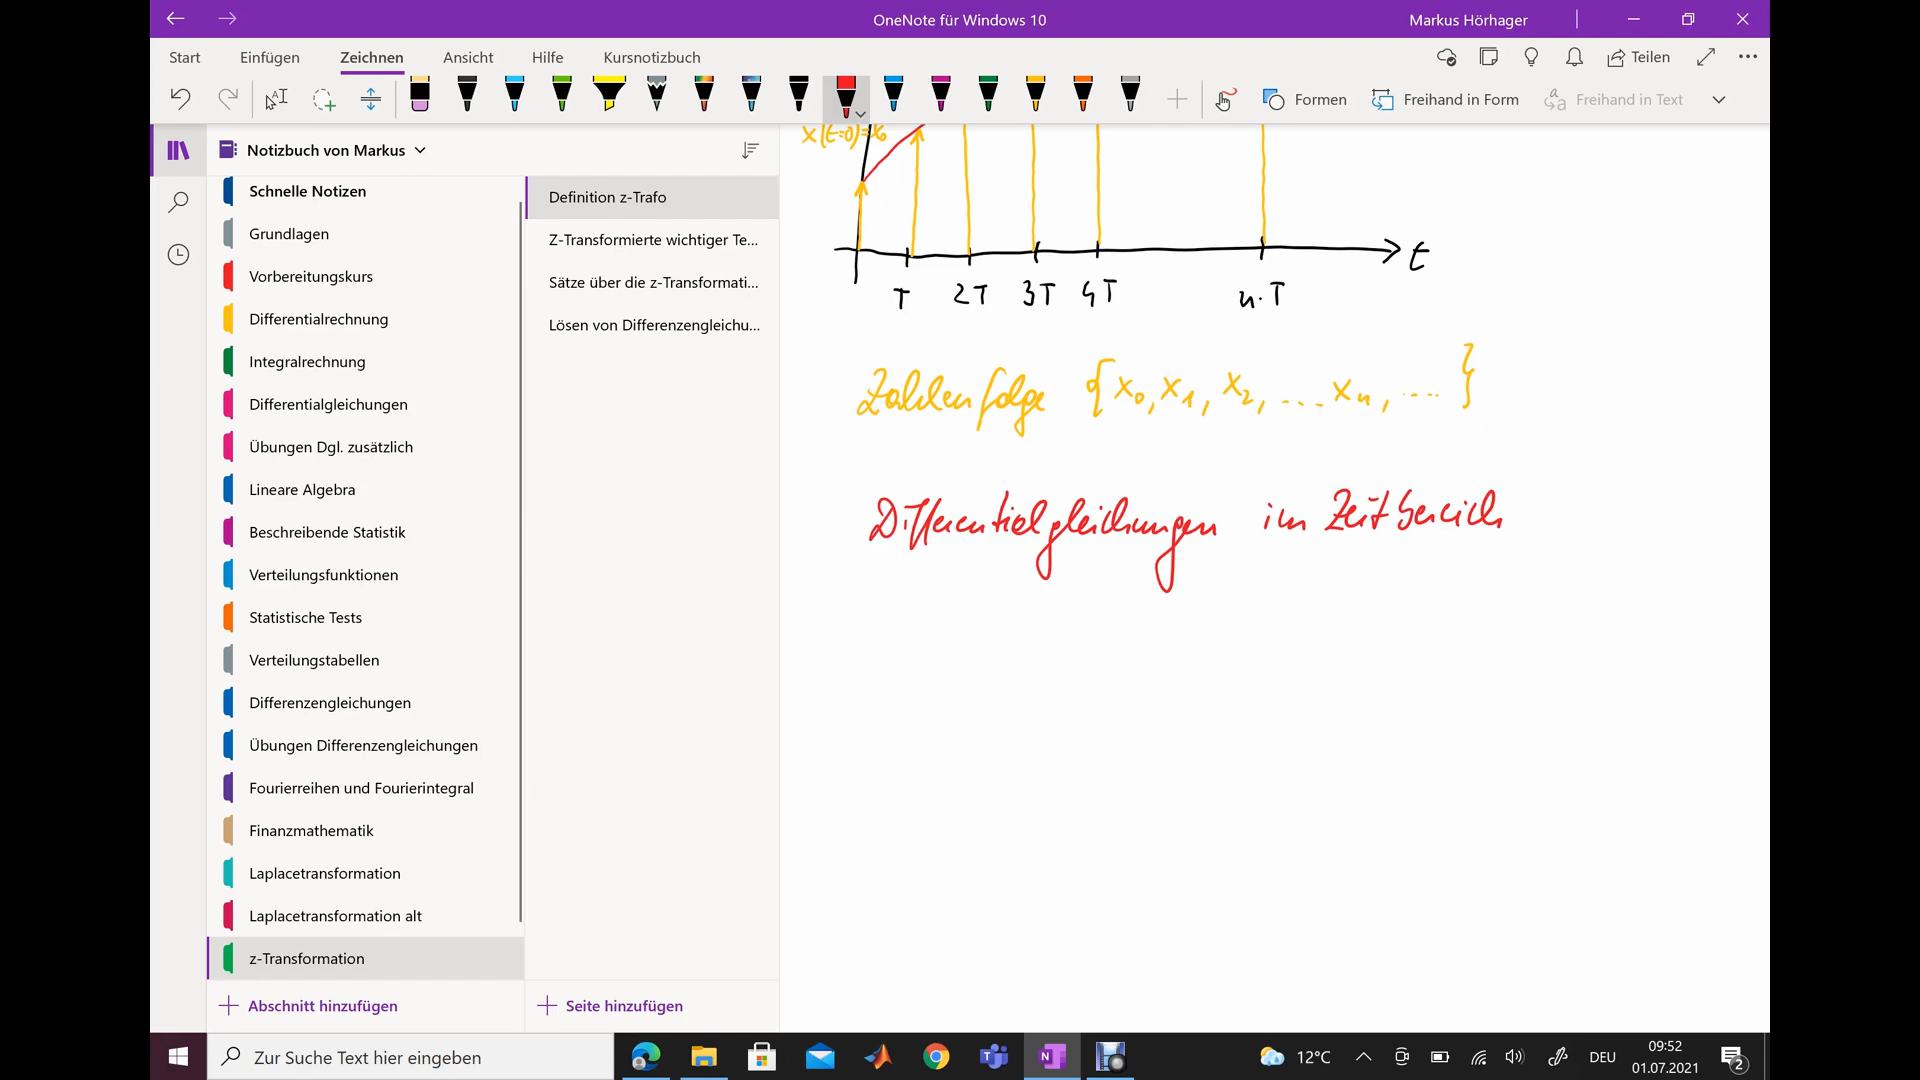 OneNote für Windows 10
Markus Hörhager
Start Einfügen Zeichnen Ansicht Hilfe Kursnotizbuch
Teilen
Formen Freihand in Form Freihand in Text
Notizbuch von Markus
Schnelle Notizen
Grundlagen
Vorbereitungskurs
Differentialrechnung
Integralrechnung
Differentialgleichungen
Übungen Dgl. zusätzlich
Lineare Algebra
Beschreibende Statistik
Verteilungsfunktionen
Statistische Tests
Verteilungstabellen
Differenzengleichungen
Übungen Differenzengleichungen
Fourierreihen und Fourierintegral
Finanzmathematik
Laplacetransformation
Laplacetransformation alt
z-Transformation
Abschnitt hinzufügen
Definition z-Trafo
Z-Transformierte wichtiger Te...
Sätze über die z-Transformati...
Lösen von Differenzengleichu...
Seite hinzufügen
x(t=0)=x₀
t
T 2T 3T 4T n·T
Zahlenfolge {x₀, x₁, x₂, ... xₙ, ....}
Differentialgleichungen im Zeitbereich
Zur Suche Text hier eingeben
12°C
DEU
09:52
01.07.2021
2